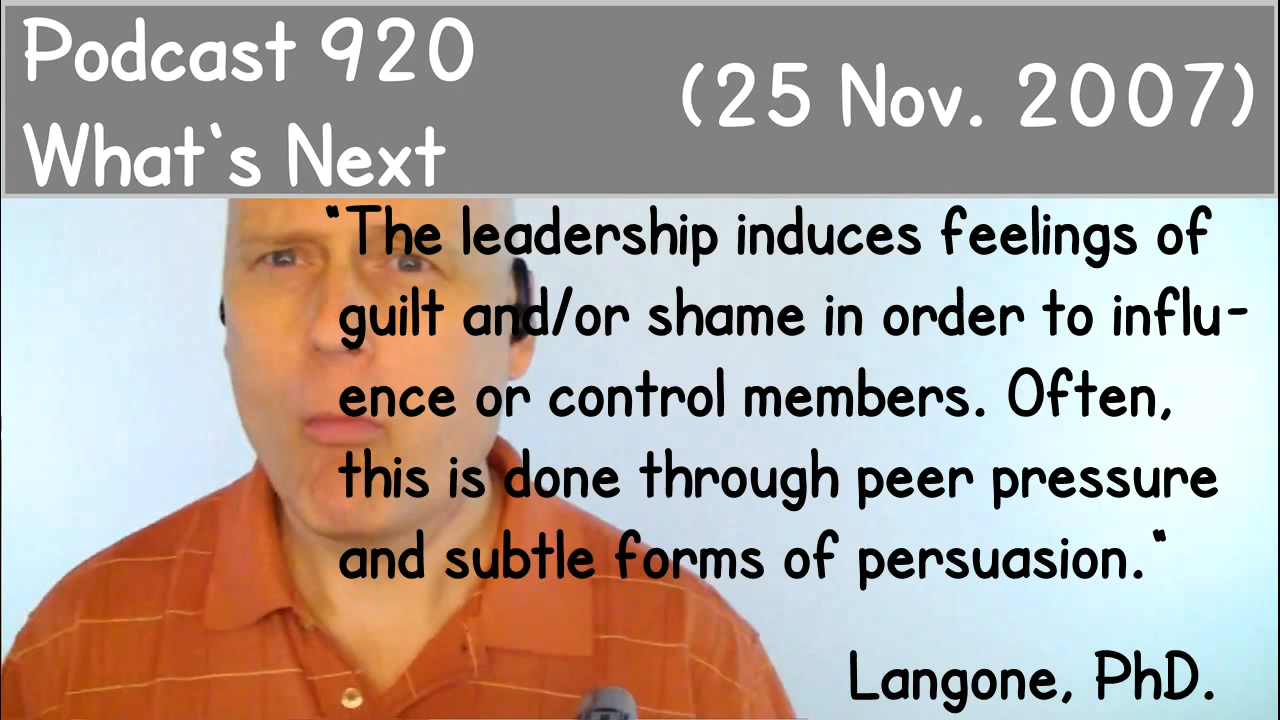 Podcast 920
What's Next
(25 Nov. 2007)
"The leadership induces feelings of
guilt and/or shame in order to influ-
ence or control members. Often,
this is done through peer pressure
and subtle forms of persuasion."
Langone, PhD.